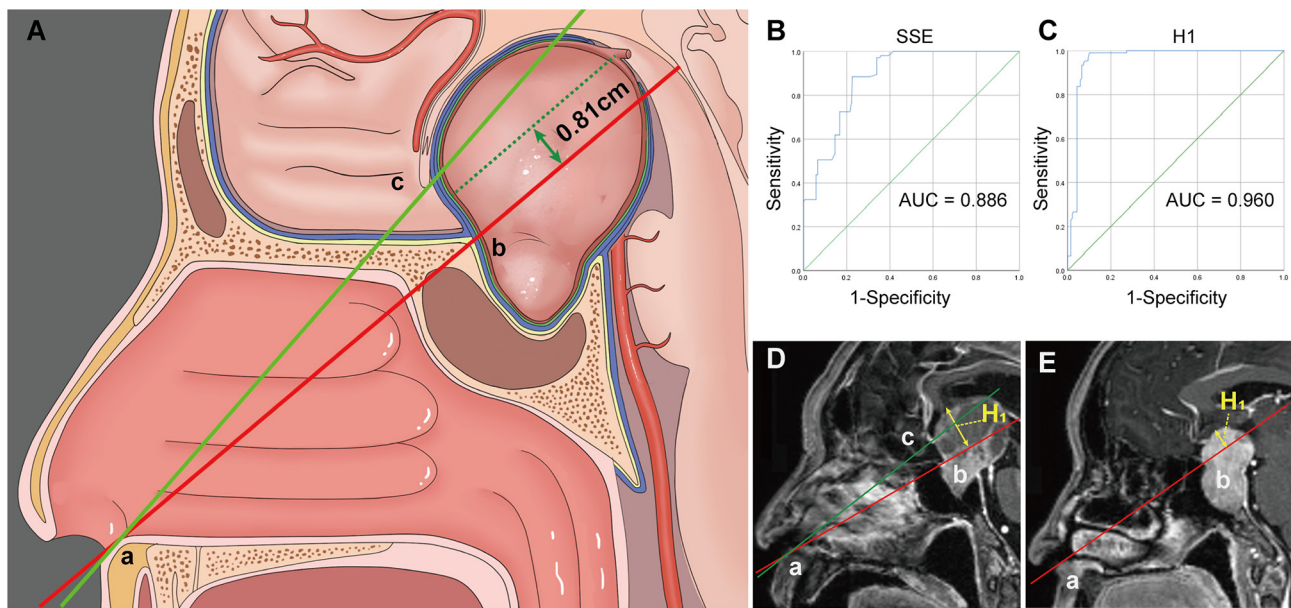 A
c
0.81cm
b
a
B
SSE
1.0
0.8
0.6
0.4
0.2
0.0
0.0
0.2
0.4
0.6
0.8
1.0
Sensitivity
1-Specificity
AUC = 0.886
C
H1
1.0
0.8
0.6
0.4
0.2
0.0
0.0
0.2
0.4
0.6
0.8
1.0
Sensitivity
1-Specificity
AUC = 0.960
D
H₁
c
b
a
E
H₁
b
a